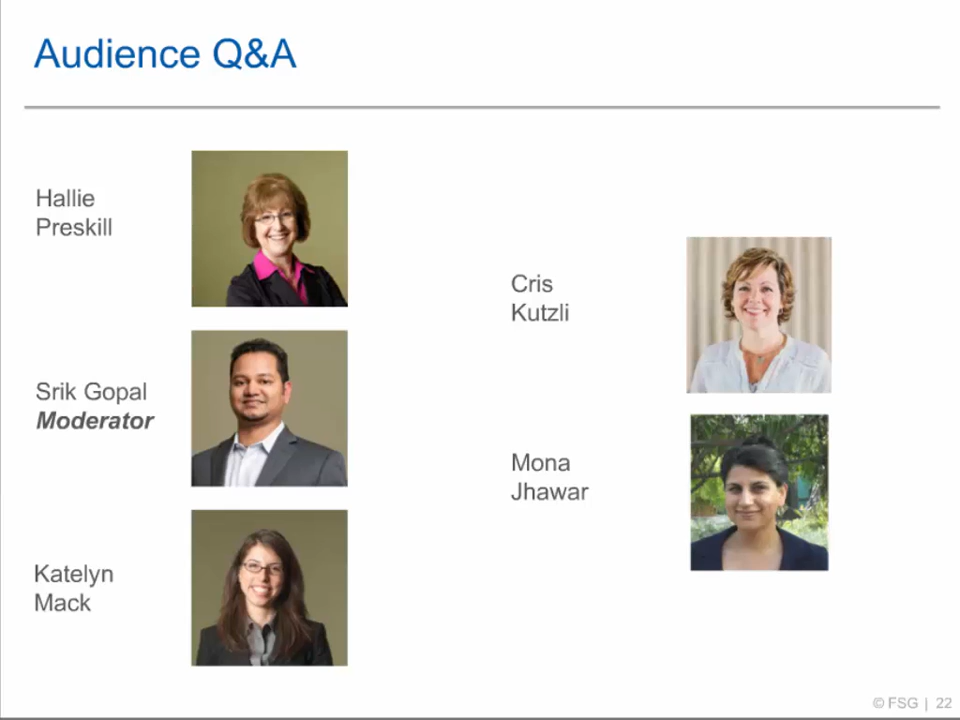 Audience Q&A
Hallie
Preskill
Srik Gopal
Moderator
Katelyn
Mack
Cris
Kutzli
Mona
Jhawar
© FSG | 22